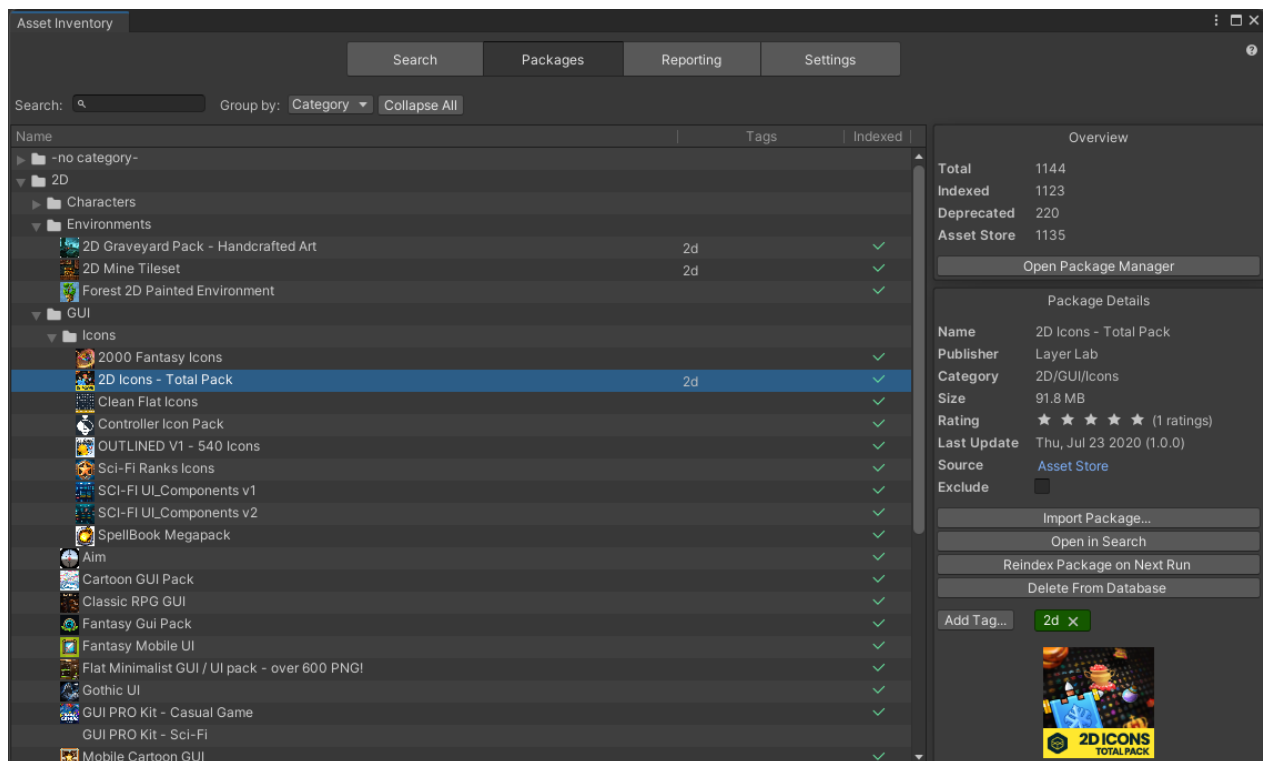 Asset Inventory
Search Packages Reporting Settings
Search: Group by: Category Collapse All
Name Tags Indexed
-no category-
2D
Characters
Environments
2D Graveyard Pack - Handcrafted Art 2d
2D Mine Tileset 2d
Forest 2D Painted Environment
GUI
Icons
2000 Fantasy Icons
2D Icons - Total Pack 2d
Clean Flat Icons
Controller Icon Pack
OUTLINED V1 - 540 Icons
Sci-Fi Ranks Icons
SCI-FI UI_Components v1
SCI-FI UI_Components v2
SpellBook Megapack
Aim
Cartoon GUI Pack
Classic RPG GUI
Fantasy Gui Pack
Fantasy Mobile UI
Flat Minimalist GUI / UI pack - over 600 PNG!
Gothic UI
GUI PRO Kit - Casual Game
GUI PRO Kit - Sci-Fi
Mobile Cartoon GUI
Overview
Total 1144
Indexed 1123
Deprecated 220
Asset Store 1135
Open Package Manager
Package Details
Name 2D Icons - Total Pack
Publisher Layer Lab
Category 2D/GUI/Icons
Size 91.8 MB
Rating ★ ★ ★ ★ ★ (1 ratings)
Last Update Thu, Jul 23 2020 (1.0.0)
Source Asset Store
Exclude
Import Package...
Open in Search
Reindex Package on Next Run
Delete From Database
Add Tag... 2d ×
2D ICONS
TOTAL PACK